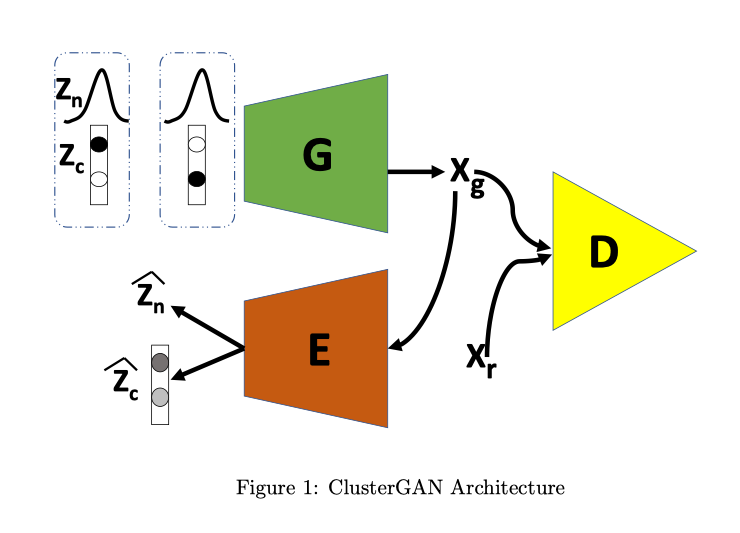 Zn
Zc
G
Xg
D
Ẑn
E
Xr
Ẑc
Figure 1: ClusterGAN Architecture